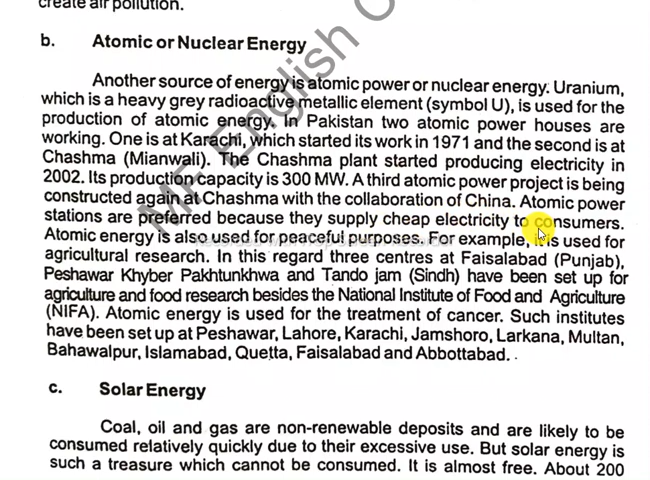 create air pollution.
b. Atomic or Nuclear Energy
Another source of energy is atomic power or nuclear energy. Uranium,
which is a heavy grey radioactive metallic element (symbol U), is used for the
production of atomic energy. In Pakistan two atomic power houses are
working. One is at Karachi, which started its work in 1971 and the second is at
Chashma (Mianwali). The Chashma plant started producing electricity in
2002. Its production capacity is 300 MW. A third atomic power project is being
constructed again at Chashma with the collaboration of China. Atomic power
stations are preferred because they supply cheap electricity to consumers.
Atomic energy is also used for peaceful purposes. For example, it is used for
agricultural research. In this regard three centres at Faisalabad (Punjab),
Peshawar Khyber Pakhtunkhwa and Tando jam (Sindh) have been set up for
agriculture and food research besides the National Institute of Food and Agriculture
(NIFA). Atomic energy is used for the treatment of cancer. Such institutes
have been set up at Peshawar, Lahore, Karachi, Jamshoro, Larkana, Multan,
Bahawalpur, Islamabad, Quetta, Faisalabad and Abbottabad. .
c. Solar Energy
Coal, oil and gas are non-renewable deposits and are likely to be
consumed relatively quickly due to their excessive use. But solar energy is
such a treasure which cannot be consumed. It is almost free. About 200
English